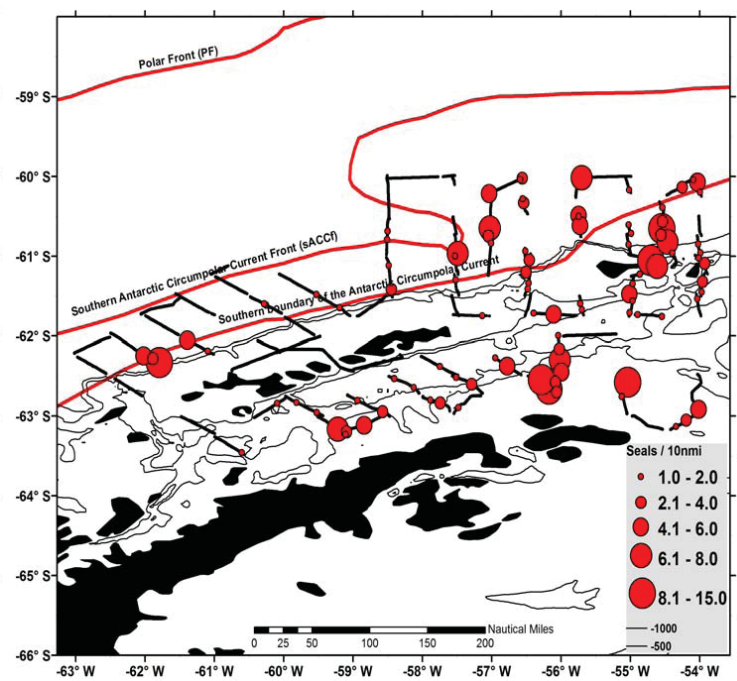 Polar Front (PF)
-59° S
-60° S
-61° S
Southern Antarctic Circumpolar Current Front (sACCf)
Southern boundary of the Antarctic Circumpolar Current
-62° S
-63° S
-64° S
-65° S
-66° S
Seals / 10nmi
1.0 - 2.0
2.1 - 4.0
4.1 - 6.0
6.1 - 8.0
8.1 - 15.0
-1000
-500
Nautical Miles
0 25 50 100 150 200
-63° W -62° W -61° W -60° W -59° W -58° W -57° W -56° W -55° W -54° W